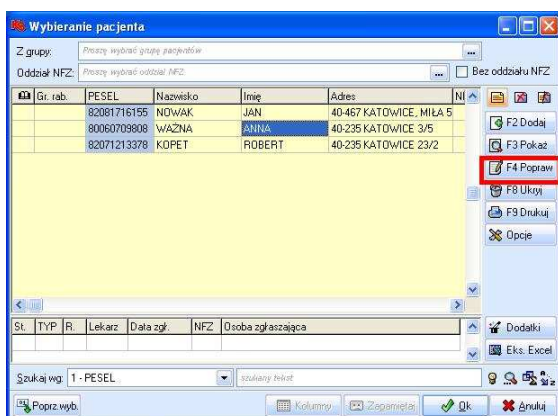 Wybieranie pacjenta
Z grupy: Proszę wybrać grupę pacjentów ...
Oddział NFZ: Proszę wybrać oddział NFZ ... Bez oddziału NFZ
Gr. rab. PESEL Nazwisko Imię Adres
82081716155 NOWAK JAN 40-467 KATOWICE, MIŁA 5
80060709808 WAŻNA ANNA 40-235 KATOWICE 3/5
82071213378 KOPET ROBERT 40-235 KATOWICE 23/2
F2 Dodaj
F3 Pokaż
F4 Popraw
F8 Ukryj
F9 Drukuj
Opcje
St. TYP R. Lekarz Data zgł. NFZ Osoba zgłaszająca
Dodatki
Eks. Excel
Szukaj wg: 1 - PESEL szukany tekst
Poprz.wyb. Kolumny Zapamiętaj Ok Anuluj